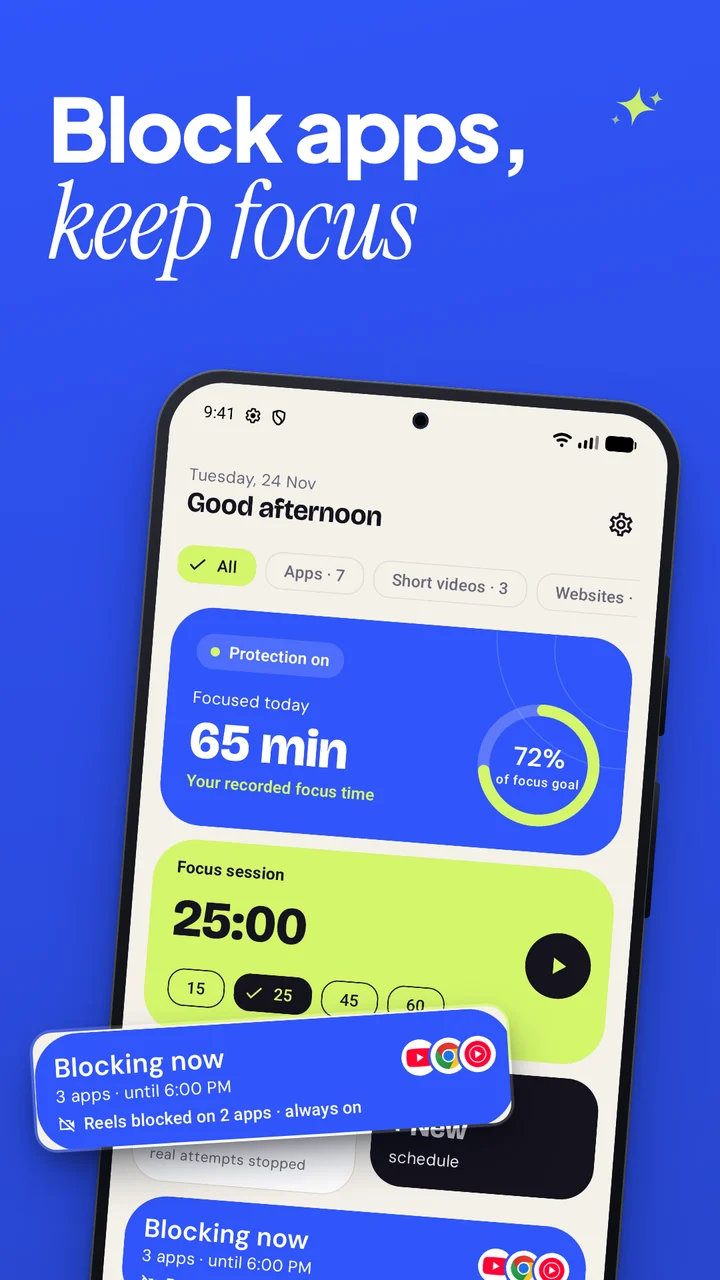 Block apps,
keep focus
9:41
Tuesday, 24 Nov
Good afternoon
All
Apps · 7
Short videos · 3
Websites ·
Protection on
Focused today
65 min
Your recorded focus time
72%
of focus goal
Focus session
25:00
15
25
45
60
Blocking now
3 apps · until 6:00 PM
Reels blocked on 2 apps · always on
real attempts stopped
New
schedule
Blocking now
3 apps · until 6:00 PM